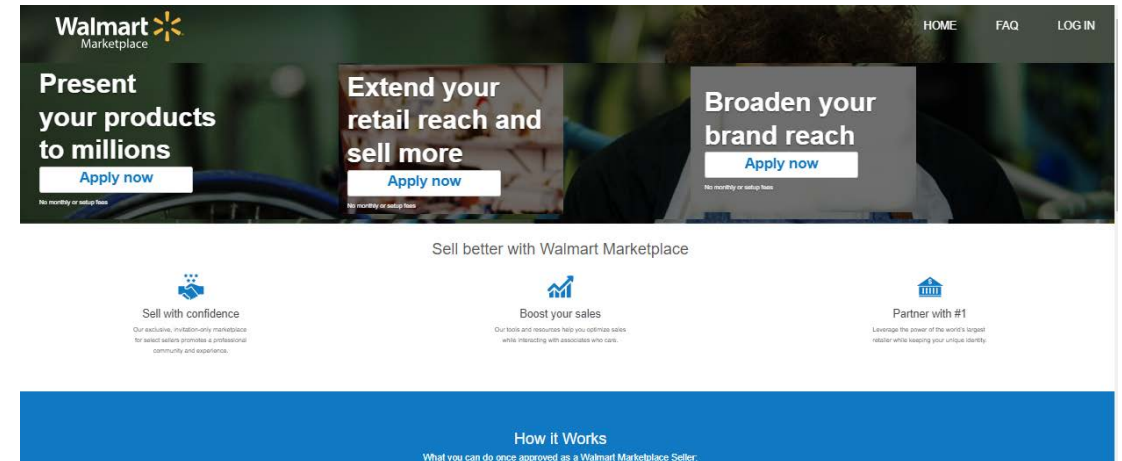 Walmart
Marketplace
HOME FAQ LOG IN
Present
your products
to millions
Apply now
No monthly or setup fees
Extend your
retail reach and
sell more
Apply now
No monthly or setup fees
Broaden your
brand reach
Apply now
No monthly or setup fees
Sell better with Walmart Marketplace
Sell with confidence
Our exclusive, invitation-only marketplace
for select sellers promotes a professional
community and experience.
Boost your sales
Our tools and resources help you optimize sales
while interacting with associates who care.
Partner with #1
Leverage the power of the world's largest
retailer while keeping your unique identity.
How it Works
What you can do once approved as a Walmart Marketplace Seller: